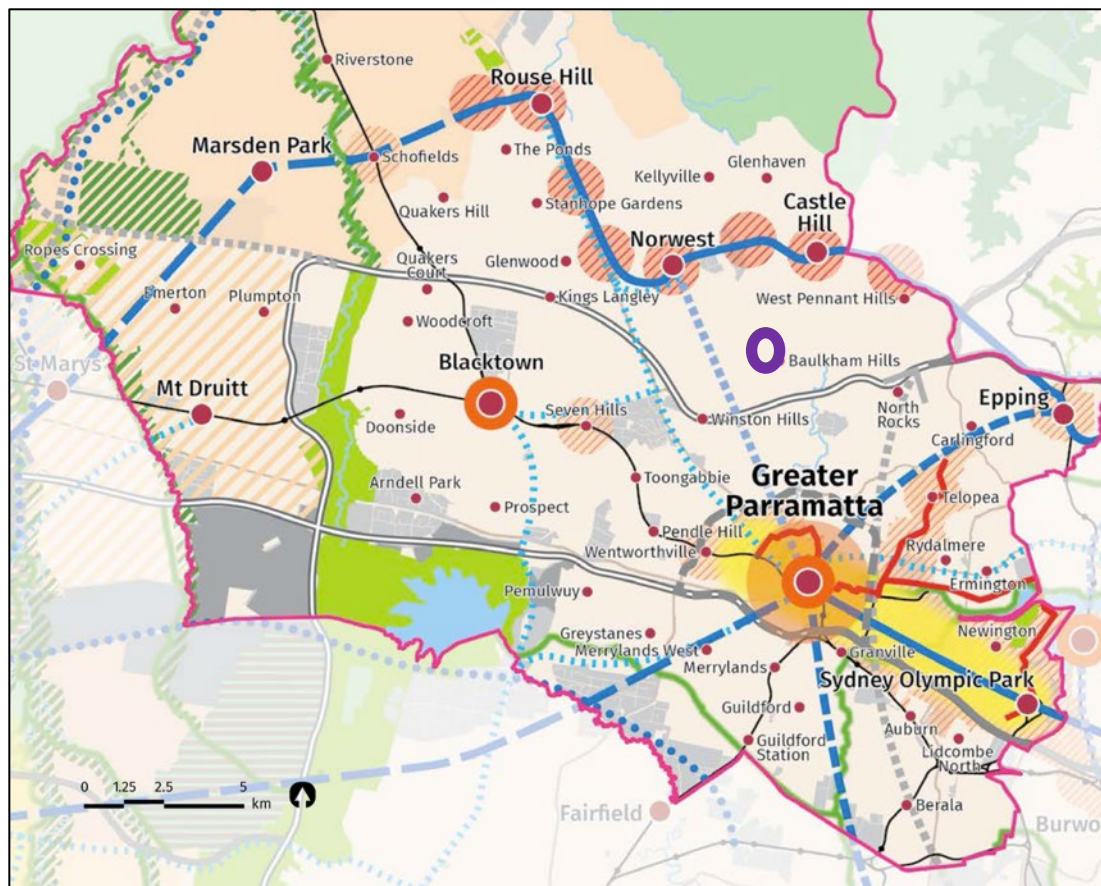 Riverstone
Rouse Hill
Marsden Park
Schofields
The Ponds
Glenhaven
Kellyville
Quakers Hill
Stanhope Gardens
Castle
Hill
Norwest
Ropes Crossing
Quakers
Court
Glenwood
Emerton
Plumpton
Kings Langley
West Pennant Hills
Woodcroft
St Marys
Blacktown
Baulkham Hills
Mt Druitt
Doonside
Seven Hills
Winston Hills
North
Rocks
Epping
Carlingford
Arndell Park
Prospect
Toongabbie
Greater
Parramatta
Telopea
Pendle Hill
Wentworthville
Rydalmere
Ermington
Pemulwuy
Greystanes
Merrylands West
Merrylands
Granville
Newington
Sydney Olympic Park
Guildford
Auburn
Guildford
Station
Lidcombe
North
0 1.25 2.5 5
km
Fairfield
Berala
Burwo